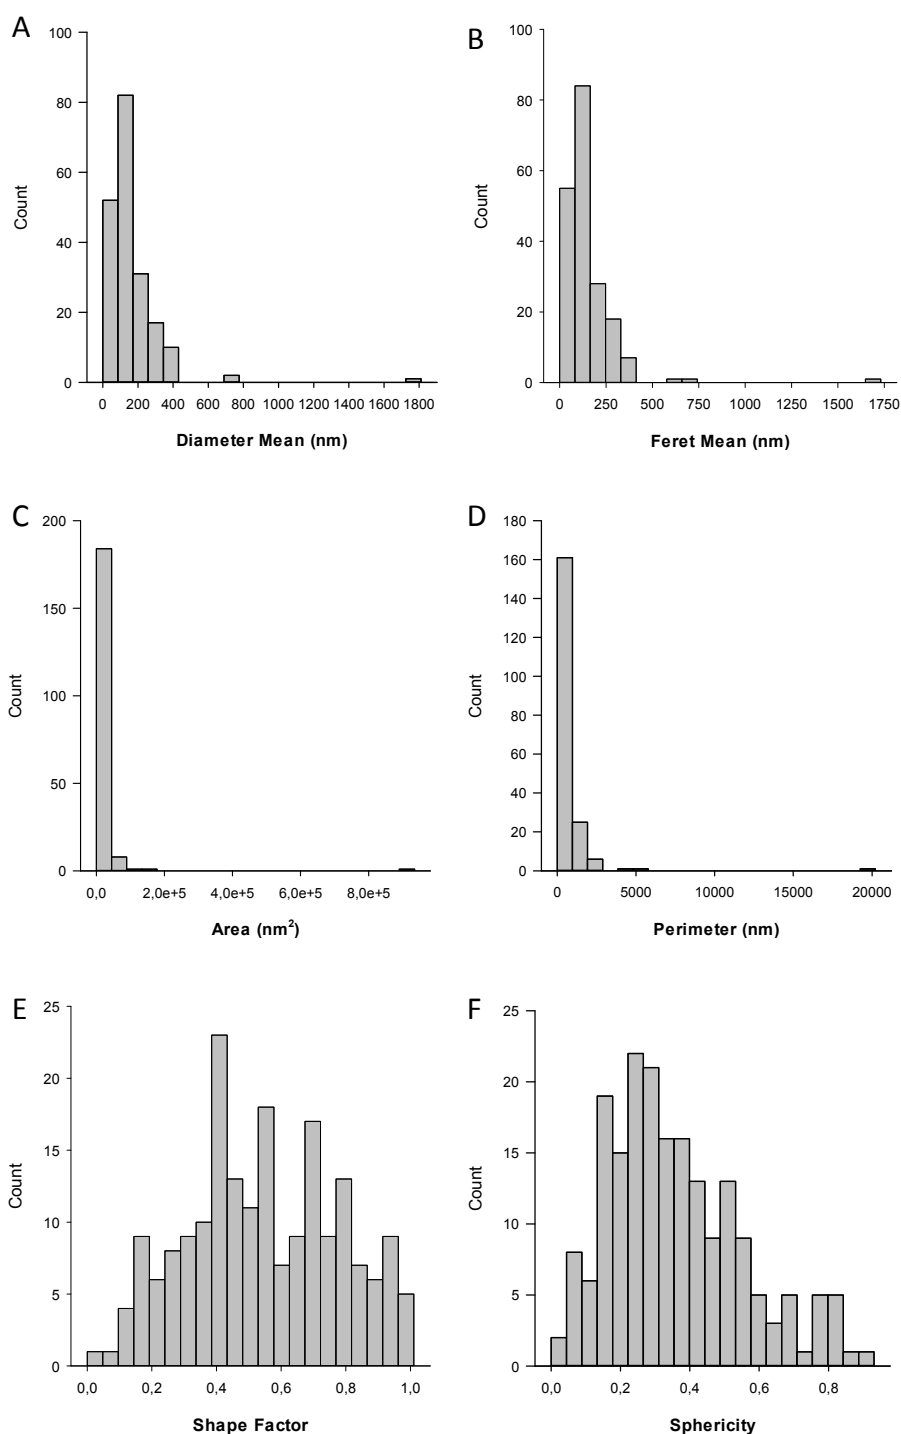 A
100
80
60
40
20
0
Count
0 200 400 600 800 1000 1200 1400 1600 1800
Diameter Mean (nm)
B
100
80
60
40
20
0
Count
0 250 500 750 1000 1250 1500 1750
Feret Mean (nm)
C
200
150
100
50
0
Count
0,0 2,0e+5 4,0e+5 6,0e+5 8,0e+5
Area (nm²)
D
180
160
140
120
100
80
60
40
20
0
Count
0 5000 10000 15000 20000
Perimeter (nm)
E
25
20
15
10
5
0
Count
0,0 0,2 0,4 0,6 0,8 1,0
Shape Factor
F
25
20
15
10
5
0
Count
0,0 0,2 0,4 0,6 0,8
Sphericity